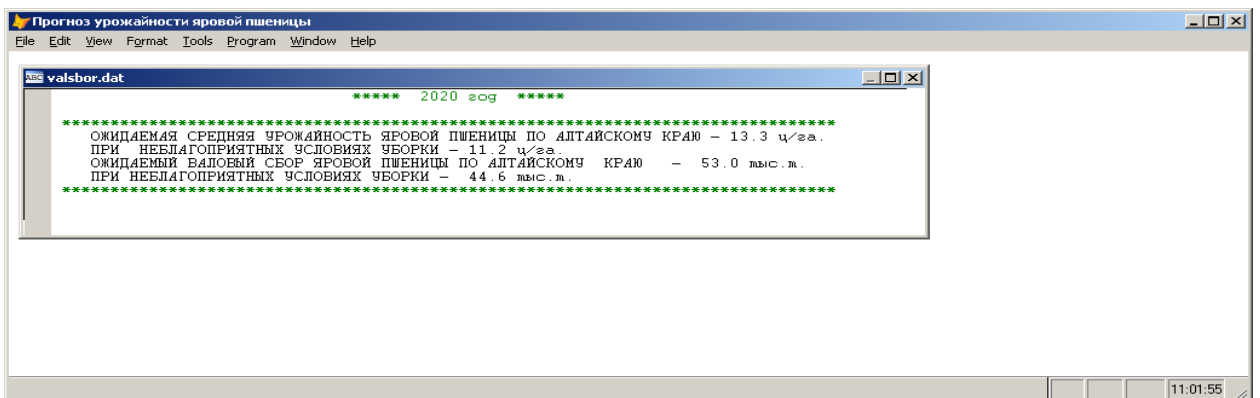 Прогноз урожайности яровой пшеницы
File Edit View Format Tools Program Window Help
ABC valsbor.dat
***** 2020 год *****
********************************************************************************
ОЖИДАЕМАЯ СРЕДНЯЯ УРОЖАЙНОСТЬ ЯРОВОЙ ПШЕНИЦЫ ПО АЛТАЙСКОМУ КРАЮ – 13.3 ц/га.
ПРИ НЕБЛАГОПРИЯТНЫХ УСЛОВИЯХ УБОРКИ – 11.2 ц/га.
ОЖИДАЕМЫЙ ВАЛОВЫЙ СБОР ЯРОВОЙ ПШЕНИЦЫ ПО АЛТАЙСКОМУ КРАЮ – 53.0 тыс.т.
ПРИ НЕБЛАГОПРИЯТНЫХ УСЛОВИЯХ УБОРКИ – 44.6 тыс.т.
********************************************************************************
11:01:55